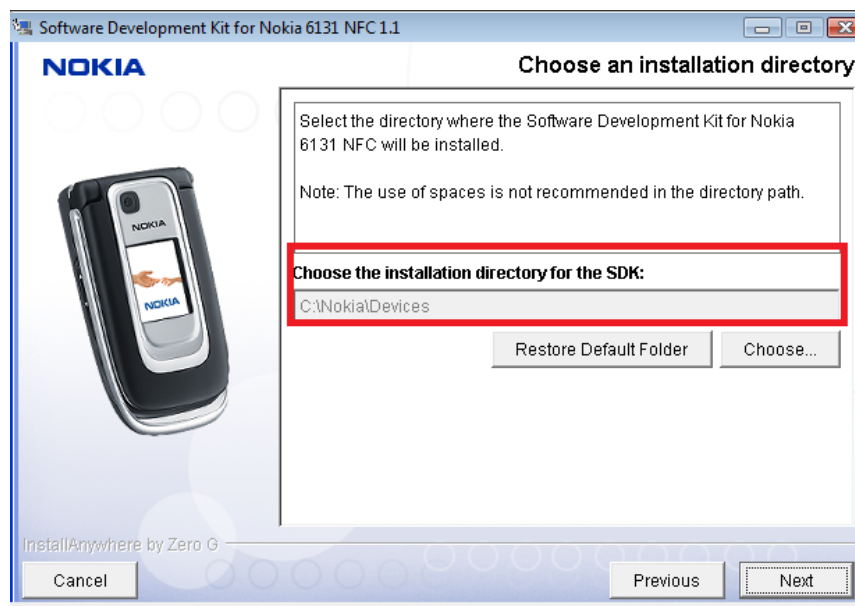 Software Development Kit for Nokia 6131 NFC 1.1
NOKIA
Choose an installation directory
Select the directory where the Software Development Kit for Nokia
6131 NFC will be installed.
Note: The use of spaces is not recommended in the directory path.
NOKIA
NOKIA
Choose the installation directory for the SDK:
C:\Nokia\Devices
Restore Default Folder
Choose...
InstallAnywhere by Zero G
Cancel
Previous
Next